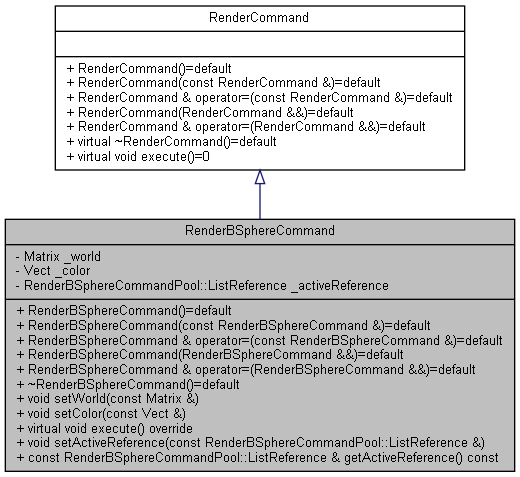 RenderCommand
+ RenderCommand()=default
+ RenderCommand(const RenderCommand &)=default
+ RenderCommand & operator=(const RenderCommand &)=default
+ RenderCommand(RenderCommand &&)=default
+ RenderCommand & operator=(RenderCommand &&)=default
+ virtual ~RenderCommand()=default
+ virtual void execute()=0
RenderBSphereCommand
- Matrix _world
- Vect _color
- RenderBSphereCommandPool::ListReference _activeReference
+ RenderBSphereCommand()=default
+ RenderBSphereCommand(const RenderBSphereCommand &)=default
+ RenderBSphereCommand & operator=(const RenderBSphereCommand &)=default
+ RenderBSphereCommand(RenderBSphereCommand &&)=default
+ RenderBSphereCommand & operator=(RenderBSphereCommand &&)=default
+ ~RenderBSphereCommand()=default
+ void setWorld(const Matrix &)
+ void setColor(const Vect &)
+ virtual void execute() override
+ void setActiveReference(const RenderBSphereCommandPool::ListReference &)
+ const RenderBSphereCommandPool::ListReference & getActiveReference() const